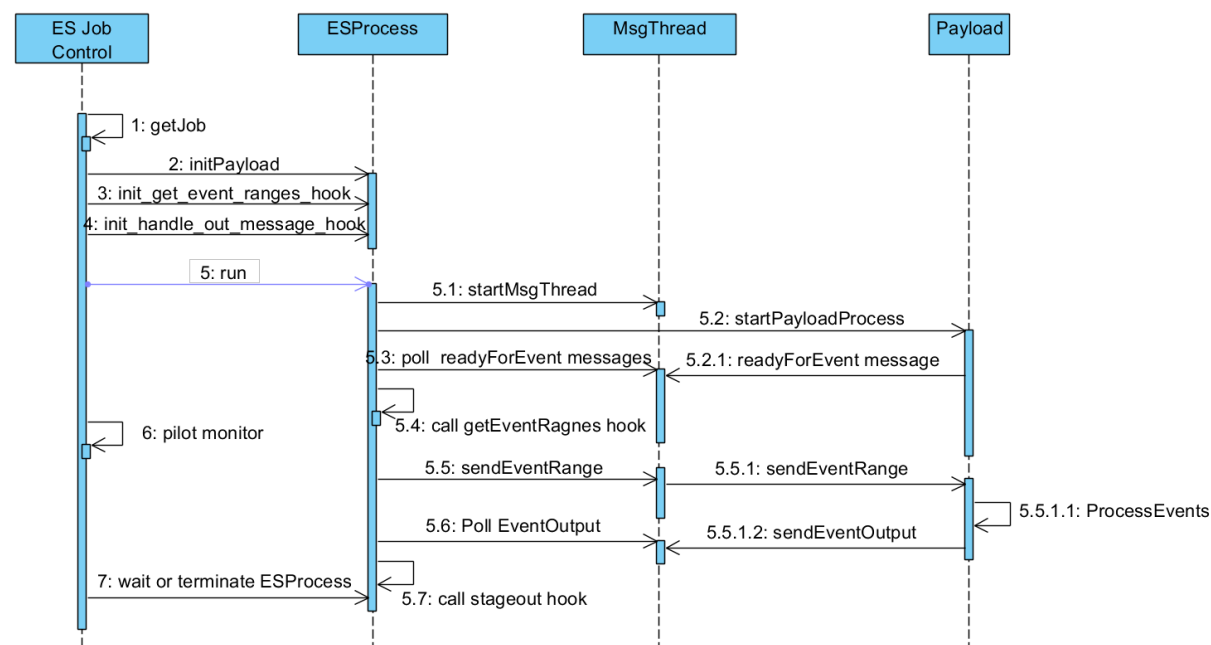 ES Job
Control
ESProcess
MsgThread
Payload
1: getJob
2: initPayload
3: init_get_event_ranges_hook
4: init_handle_out_message_hook
5: run
5.1: startMsgThread
5.2: startPayloadProcess
5.3: poll  readyForEvent messages
5.2.1: readyForEvent message
5.4: call getEventRagnes hook
6: pilot monitor
5.5: sendEventRange
5.5.1: sendEventRange
5.5.1.1: ProcessEvents
5.6: Poll EventOutput
5.5.1.2: sendEventOutput
7: wait or terminate ESProcess
5.7: call stageout hook